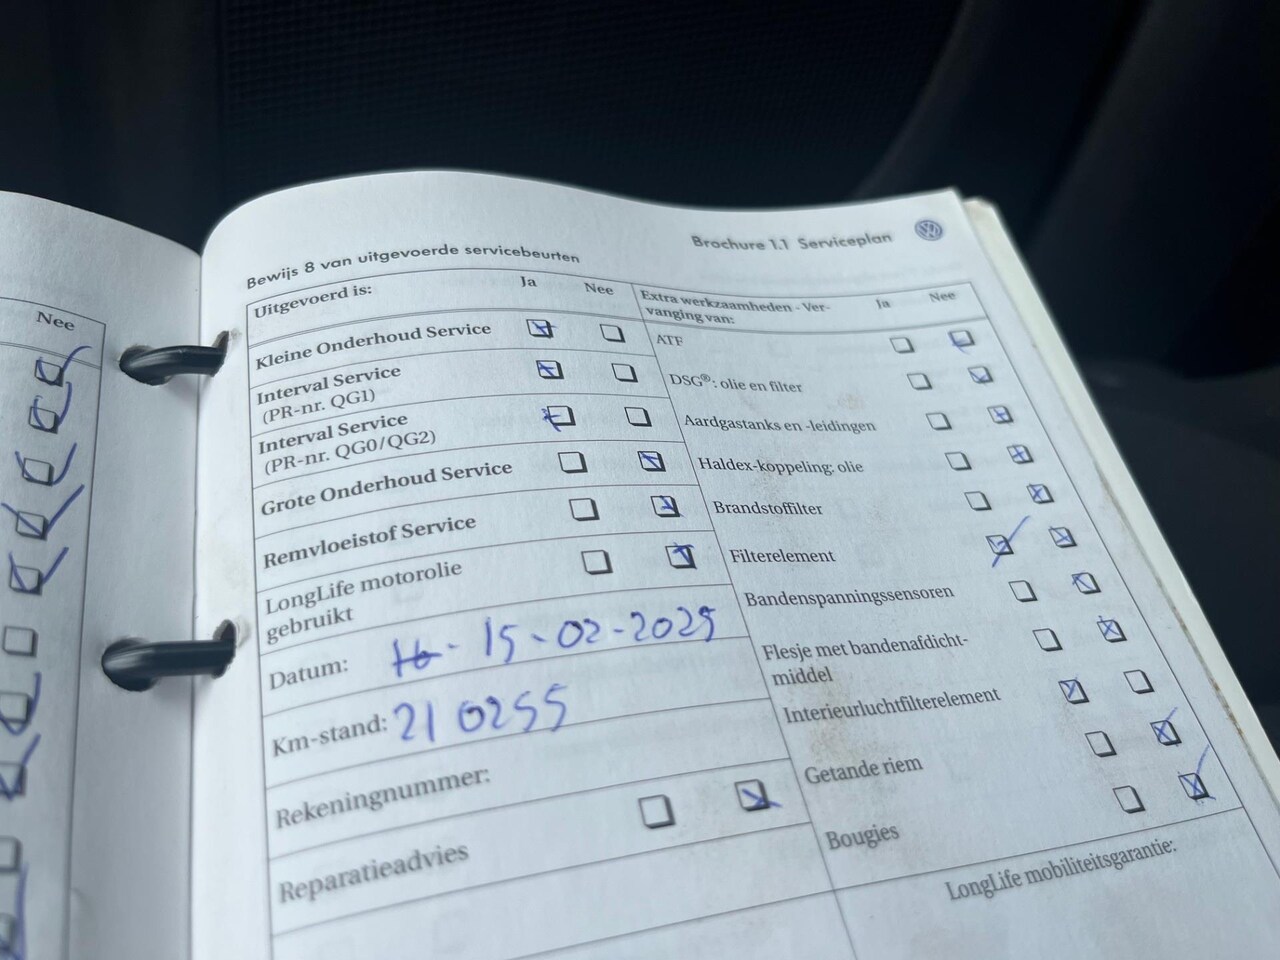 Nee
Brochure 1.1 Serviceplan
Bewijs 8 van uitgevoerde servicebeurten
Uitgevoerd is:
Ja
Nee
Kleine Onderhoud Service
Interval Service
(PR-nr. QG1)
Interval Service
(PR-nr. QG0/QG2)
Grote Onderhoud Service
Remvloeistof Service
LongLife motorolie
gebruikt
Datum: 15-02-2025
Km-stand: 210255
Rekeningnummer:
Reparatieadvies
Extra werkzaamheden - Ver-
vanging van:
Ja
Nee
ATF
DSG®: olie en filter
Aardgastanks en -leidingen
Haldex-koppeling: olie
Brandstoffilter
Filterelement
Bandenspanningssensoren
Flesje met bandenafdicht-
middel
Interieurluchtfilterelement
Getande riem
Bougies
LongLife mobiliteitsgarantie: